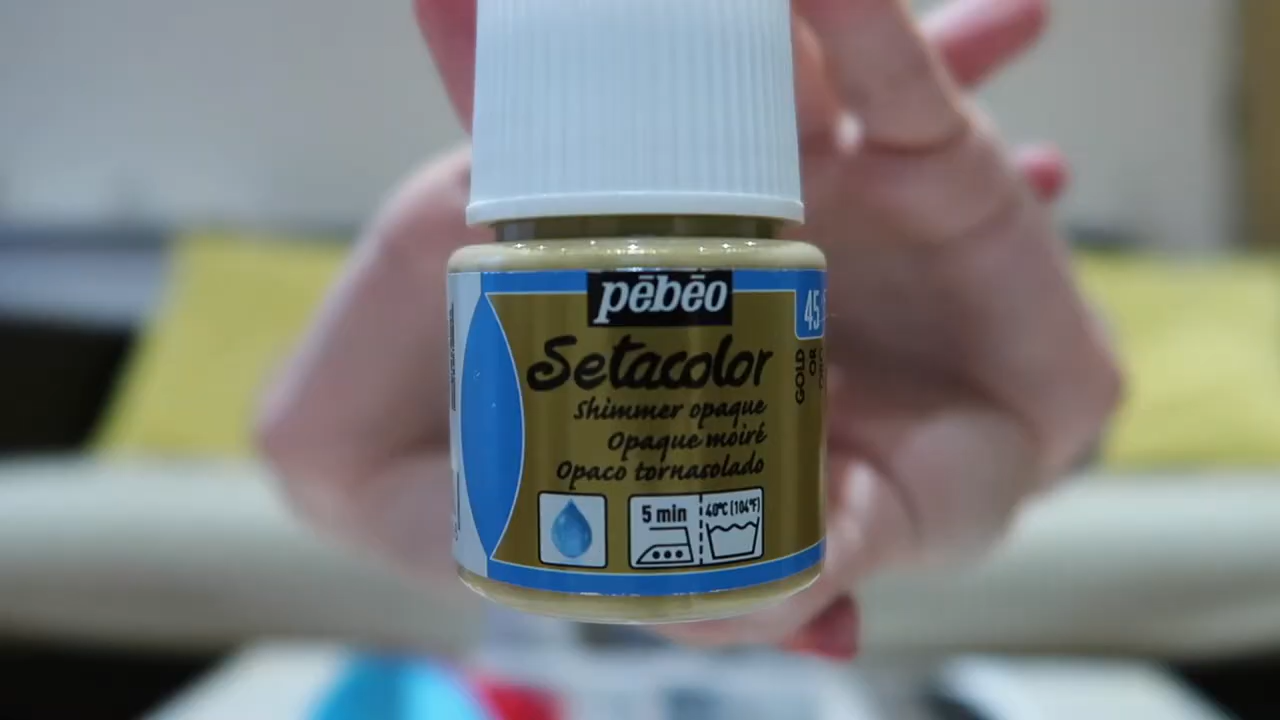 pēbēo
Setacolor
Shimmer opaque
Opaque moiré
Opaco tornasolado
5 min
40°C (104°F)
45
GOLD
OR